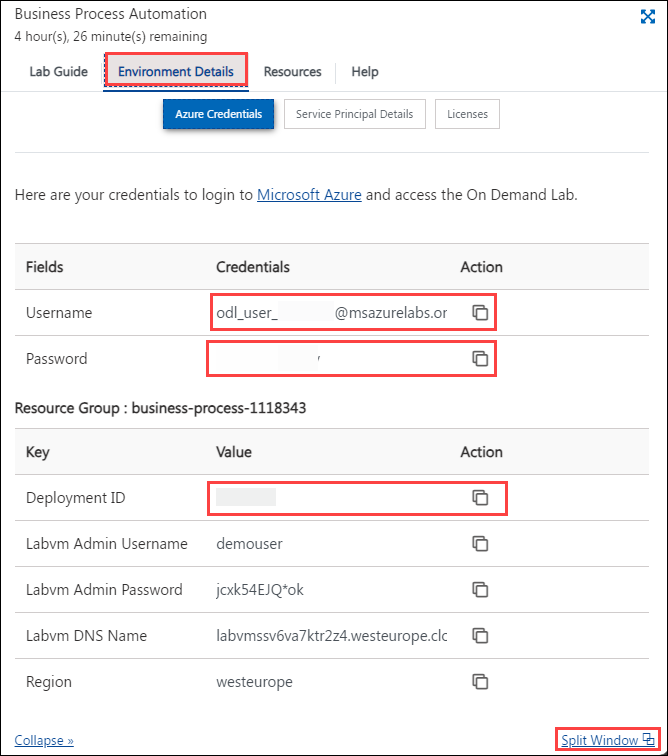 Business Process Automation
4 hour(s), 26 minute(s) remaining
Lab Guide Environment Details Resources Help
Azure Credentials Service Principal Details Licenses
Here are your credentials to login to Microsoft Azure and access the On Demand Lab.
Fields Credentials Action
Username odl_user_ @msazurelabs.or
Password
Resource Group : business-process-1118343
Key Value Action
Deployment ID
Labvm Admin Username demouser
Labvm Admin Password jcxk54EJQ*ok
Labvm DNS Name labvmssv6va7ktr2z4.westeurope.clc
Region westeurope
Collapse » Split Window